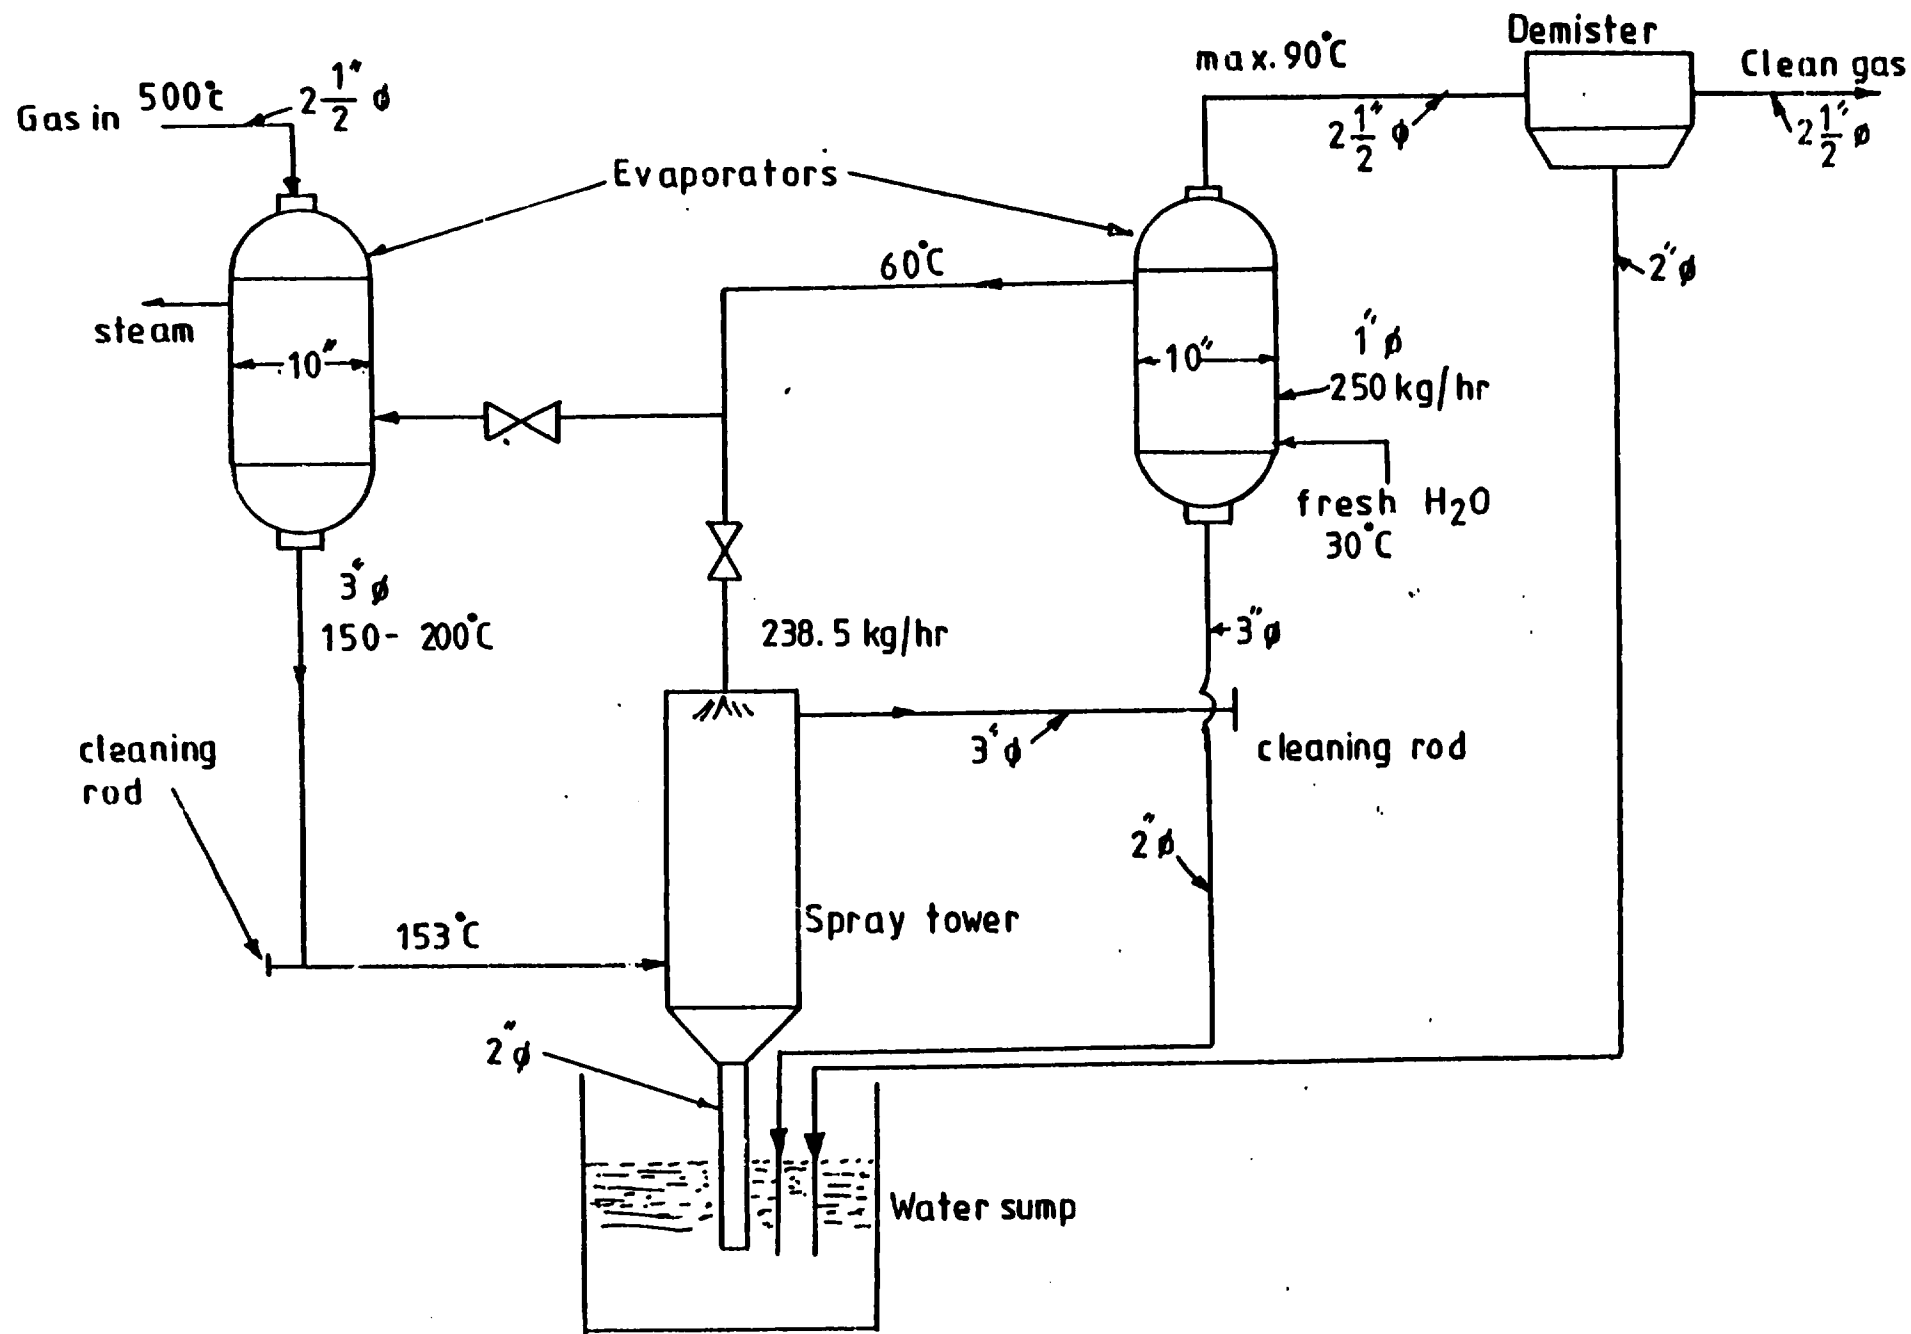 Demister
max. 90°C
Clean gas
Gas in 500°c 2 1/2" ϕ
2 1/2" ϕ
2 1/2" ϕ
Evaporators
60°C
2" ϕ
steam
10"
10"
1" ϕ
250 kg/hr
fresh H₂O
30°C
3" ϕ
150- 200°C
238.5 kg/hr
3" ϕ
cleaning
rod
3" ϕ
cleaning rod
2" ϕ
153°C
Spray tower
2" ϕ
Water sump